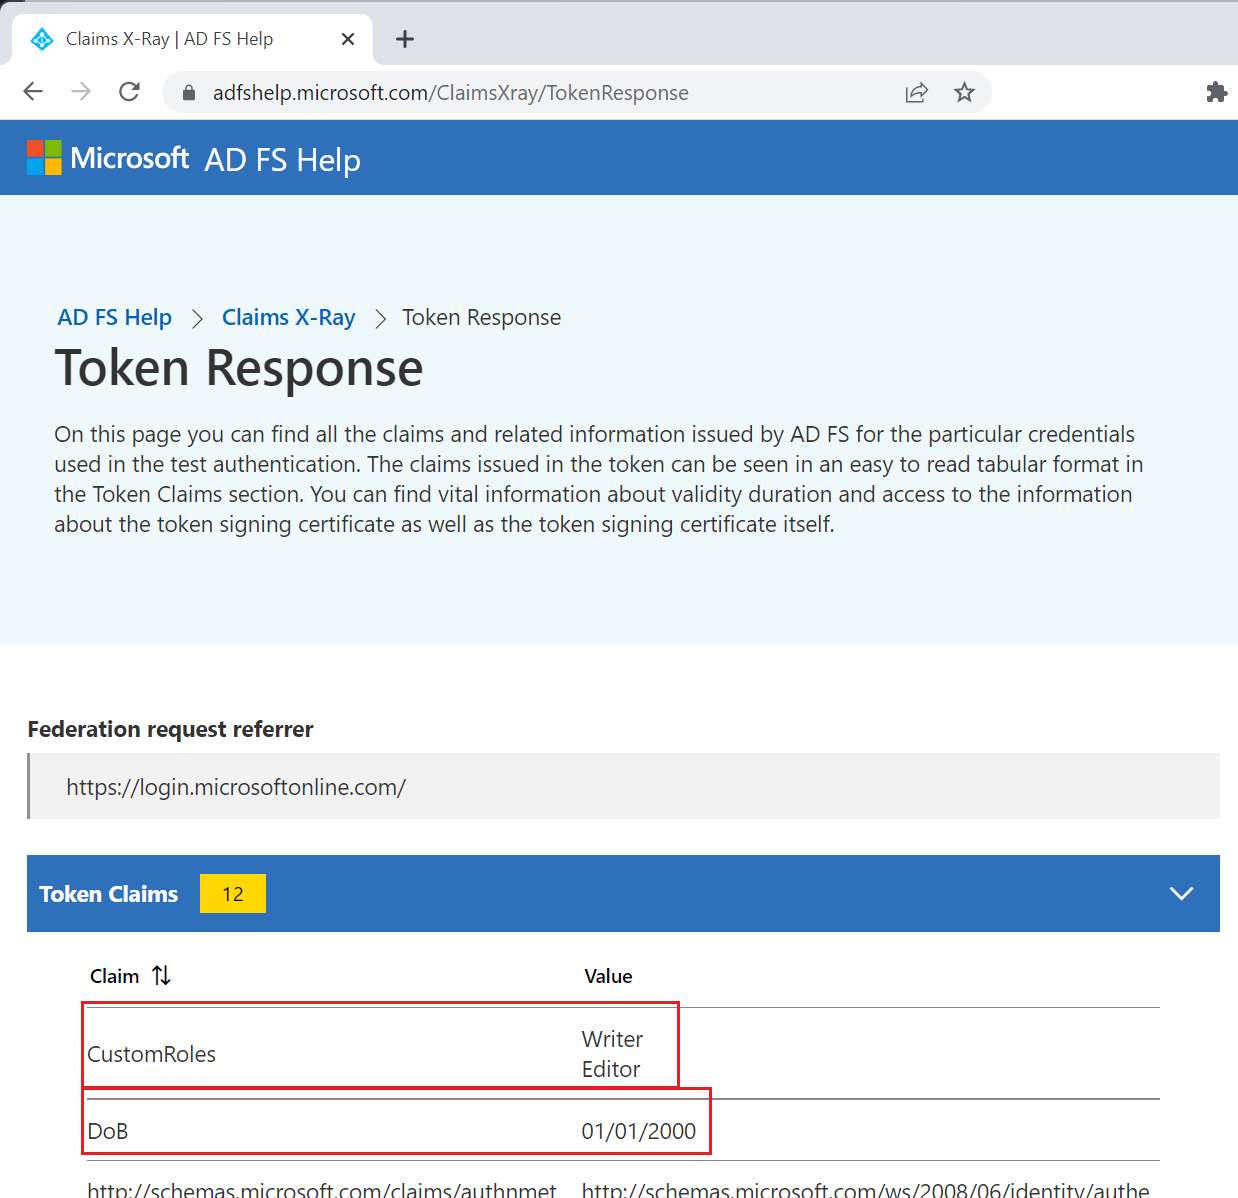 Claims X-Ray | AD FS Help
adfshelp.microsoft.com/ClaimsXray/TokenResponse
Microsoft AD FS Help
AD FS Help > Claims X-Ray > Token Response
Token Response
On this page you can find all the claims and related information issued by AD FS for the particular credentials
used in the test authentication. The claims issued in the token can be seen in an easy to read tabular format in
the Token Claims section. You can find vital information about validity duration and access to the information
about the token signing certificate as well as the token signing certificate itself.
Federation request referrer
https://login.microsoftonline.com/
Token Claims 12
Claim Value
CustomRoles Writer
Editor
DoB 01/01/2000
http://schemas.microsoft.com/claims/authnmet http://schemas.microsoft.com/ws/2008/06/identity/authe